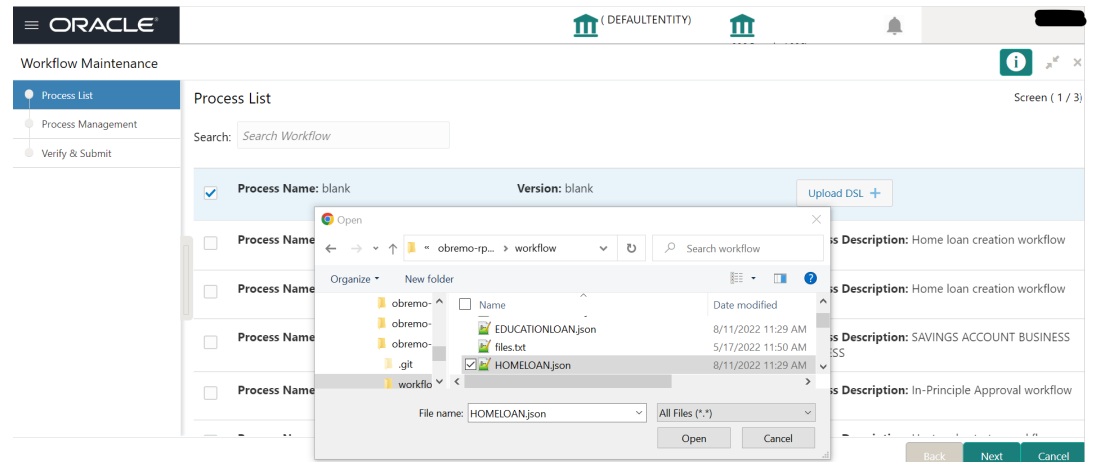 ORACLE®
( DEFAULTENTITY)
Workflow Maintenance
Process List
Process Management
Verify & Submit
Process List
Screen ( 1 / 3)
Search: Search Workflow
Process Name: blank
Version: blank
Upload DSL +
Process Name
ss Description: Home loan creation workflow
Process Name
ss Description: Home loan creation workflow
Process Name
ss Description: SAVINGS ACCOUNT BUSINESS
ESS
Process Name
ss Description: In-Principle Approval workflow
Open
« obremo-rp... › workflow
Search workflow
Organize
New folder
Name
Date modified
obremo-
obremo-
obremo-
.git
workflo
EDUCATIONLOAN.json
8/11/2022 11:29 AM
files.txt
5/17/2022 11:50 AM
HOMELOAN.json
8/11/2022 11:29 AM
File name: HOMELOAN.json
All Files (*.*)
Open
Cancel
Back
Next
Cancel